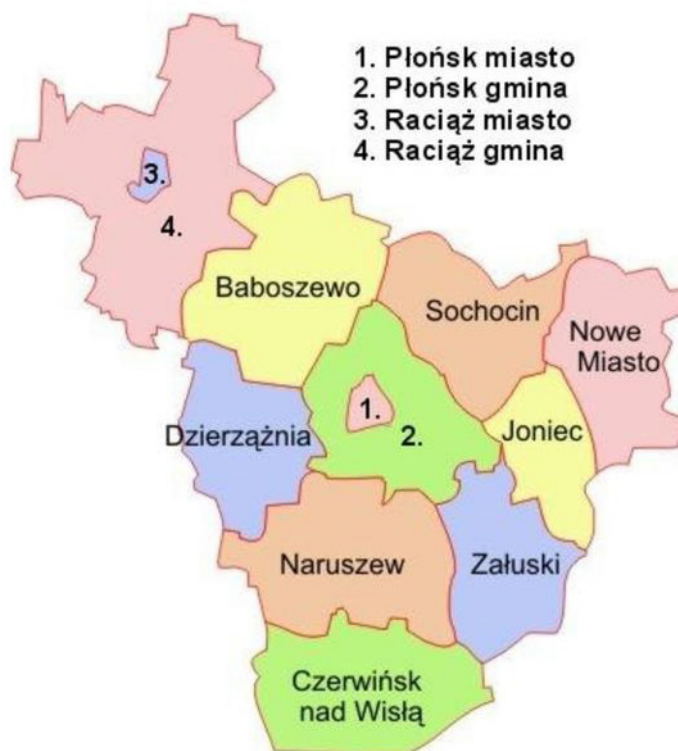 1. Płońsk miasto
2. Płońsk gmina
3. Raciąż miasto
4. Raciąż gmina
3.
4.
Baboszewo
Sochocin
Nowe
Miasto
1.
2.
Dzierzążnia
Joniec
Naruszew
Załuski
Czerwińsk
nad Wisłą